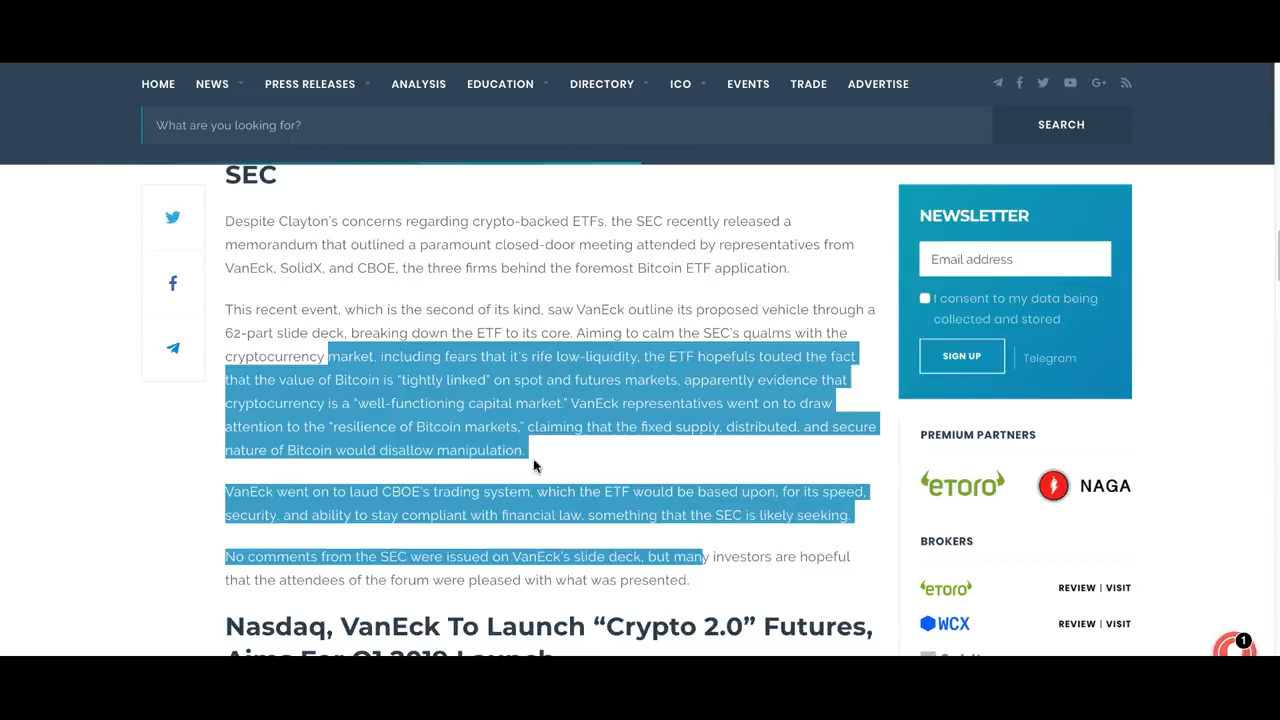 HOME NEWS PRESS RELEASES ANALYSIS EDUCATION DIRECTORY ICO EVENTS TRADE ADVERTISE
What are you looking for?
SEARCH
SEC
Despite Clayton's concerns regarding crypto-backed ETFs, the SEC recently released a
memorandum that outlined a paramount closed-door meeting attended by representatives from
VanEck, SolidX, and CBOE, the three firms behind the foremost Bitcoin ETF application.
This recent event, which is the second of its kind, saw VanEck outline its proposed vehicle through a
62-part slide deck, breaking down the ETF to its core. Aiming to calm the SEC's qualms with the
cryptocurrency market, including fears that it's rife low-liquidity, the ETF hopefuls touted the fact
that the value of Bitcoin is “tightly linked” on spot and futures markets, apparently evidence that
cryptocurrency is a “well-functioning capital market.” VanEck representatives went on to draw
attention to the “resilience of Bitcoin markets,” claiming that the fixed supply, distributed, and secure
nature of Bitcoin would disallow manipulation.
VanEck went on to laud CBOE's trading system, which the ETF would be based upon, for its speed,
security, and ability to stay compliant with financial law, something that the SEC is likely seeking.
No comments from the SEC were issued on VanEck's slide deck, but many investors are hopeful
that the attendees of the forum were pleased with what was presented.
Nasdaq, VanEck To Launch “Crypto 2.0” Futures,
Aims For Q1 2019 Launch
NEWSLETTER
Email address
I consent to my data being
collected and stored
SIGN UP
Telegram
PREMIUM PARTNERS
eToro
NAGA
BROKERS
eToro REVIEW | VISIT
WCX REVIEW | VISIT
1